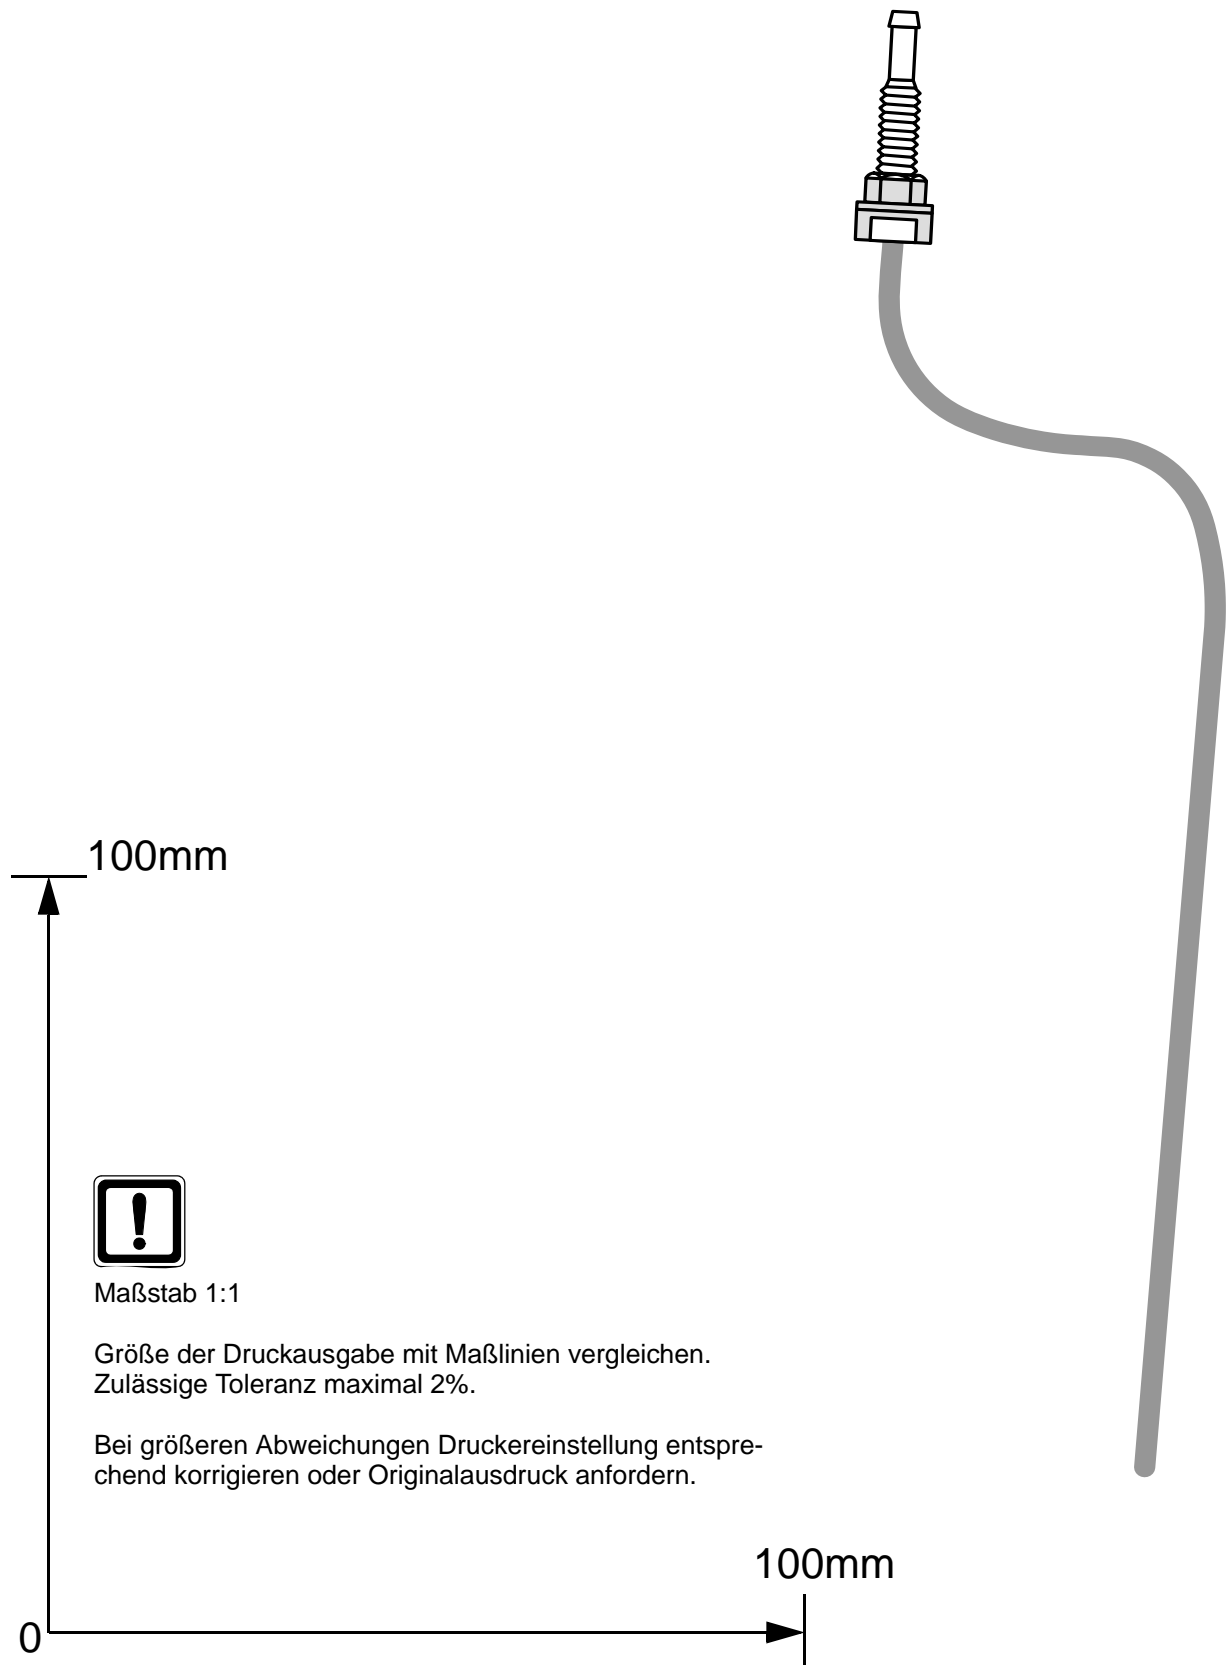 100mm
Maßstab 1:1
Größe der Druckausgabe mit Maßlinien vergleichen.
Zulässige Toleranz maximal 2%.
Bei größeren Abweichungen Druckereinstellung entspre-
chend korrigieren oder Originalausdruck anfordern.
100mm
0